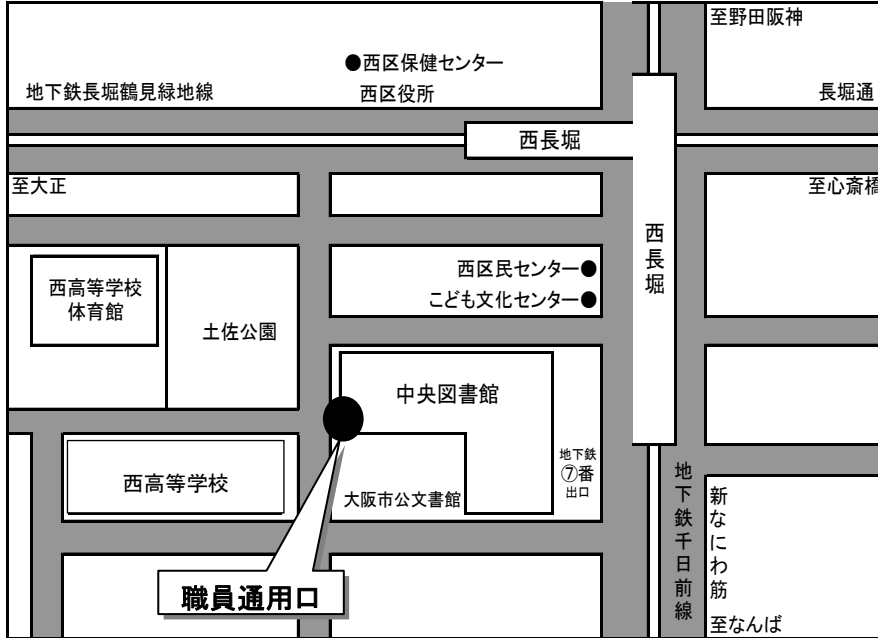 至野田阪神
●西区保健センター
地下鉄長堀鶴見緑地線
西区役所
長堀通
西長堀
至大正
至心斎橋
西長堀
西区民センター●
こども文化センター●
西高等学校
体育館
土佐公園
中央図書館
西高等学校
大阪市公文書館
地下鉄
⑦番
出口
地下鉄千日前線
新なにわ筋
職員通用口
至なんば